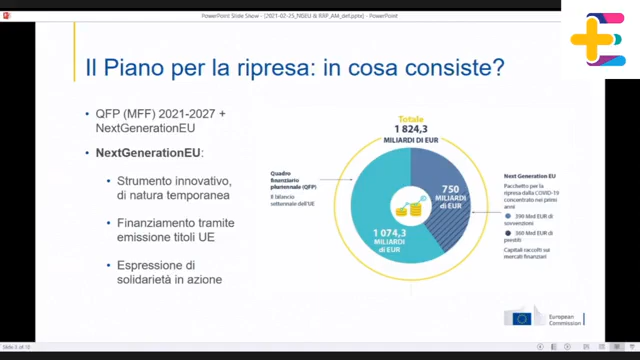 PowerPoint Slide Show - [2021-02-25_NGEU & RRP_AM_def.pptx] - PowerPoint
Il Piano per la ripresa: in cosa consiste?
• QFP (MFF) 2021-2027 +
NextGenerationEU
• NextGenerationEU:
• Strumento innovativo,
di natura temporanea
• Finanziamento tramite
emissione titoli UE
• Espressione di
solidarietà in azione
Totale
1 824,3
MILIARDI DI EUR
Quadro
finanziario
pluriennale (QFP)
Il bilancio
settennale dell'UE
750
MILIARDI
DI EUR
1 074,3
MILIARDI
DI EUR
Next Generation EU
Pacchetto per la
ripresa dalla COVID-19
concentrato nei primi
anni
390 Mrd EUR di
sovvenzioni
360 Mrd EUR di
prestiti
Capitali raccolti sui
mercati finanziari
European
Commission
Slide 3 of 12